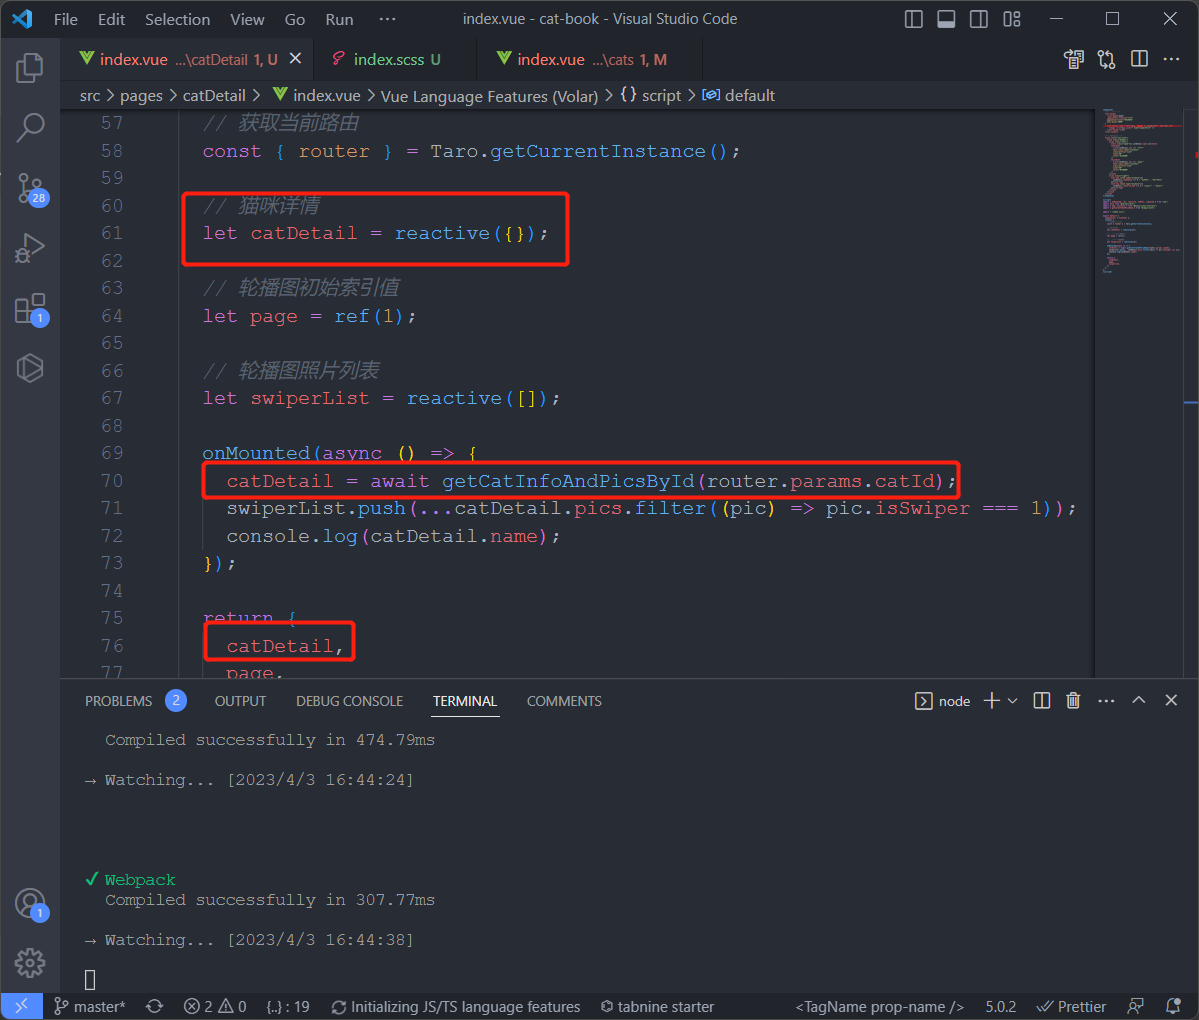 File Edit Selection View Go Run ··· index.vue - cat-book - Visual Studio Code
index.vue ...\catDetail 1, U index.scss U index.vue ...\cats 1, M
src > pages > catDetail > index.vue > Vue Language Features (Volar) > {} script > default
57 // 获取当前路由
58 const { router } = Taro.getCurrentInstance();
59
60 // 猫咪详情
61 let catDetail = reactive({});
62
63 // 轮播图初始索引值
64 let page = ref(1);
65
66 // 轮播图照片列表
67 let swiperList = reactive([]);
68
69 onMounted(async () => {
70 catDetail = await getCatInfoAndPicsById(router.params.catId);
71 swiperList.push(...catDetail.pics.filter((pic) => pic.isSwiper === 1));
72 console.log(catDetail.name);
73 });
74
75 return {
76 catDetail,
77 page,
28
1
1
PROBLEMS 2 OUTPUT DEBUG CONSOLE TERMINAL COMMENTS node
Compiled successfully in 474.79ms
→ Watching... [2023/4/3 16:44:24]
✓ Webpack
Compiled successfully in 307.77ms
→ Watching... [2023/4/3 16:44:38]
master* 2 0 {..} : 19 Initializing JS/TS language features tabnine starter <TagName prop-name /> 5.0.2 Prettier